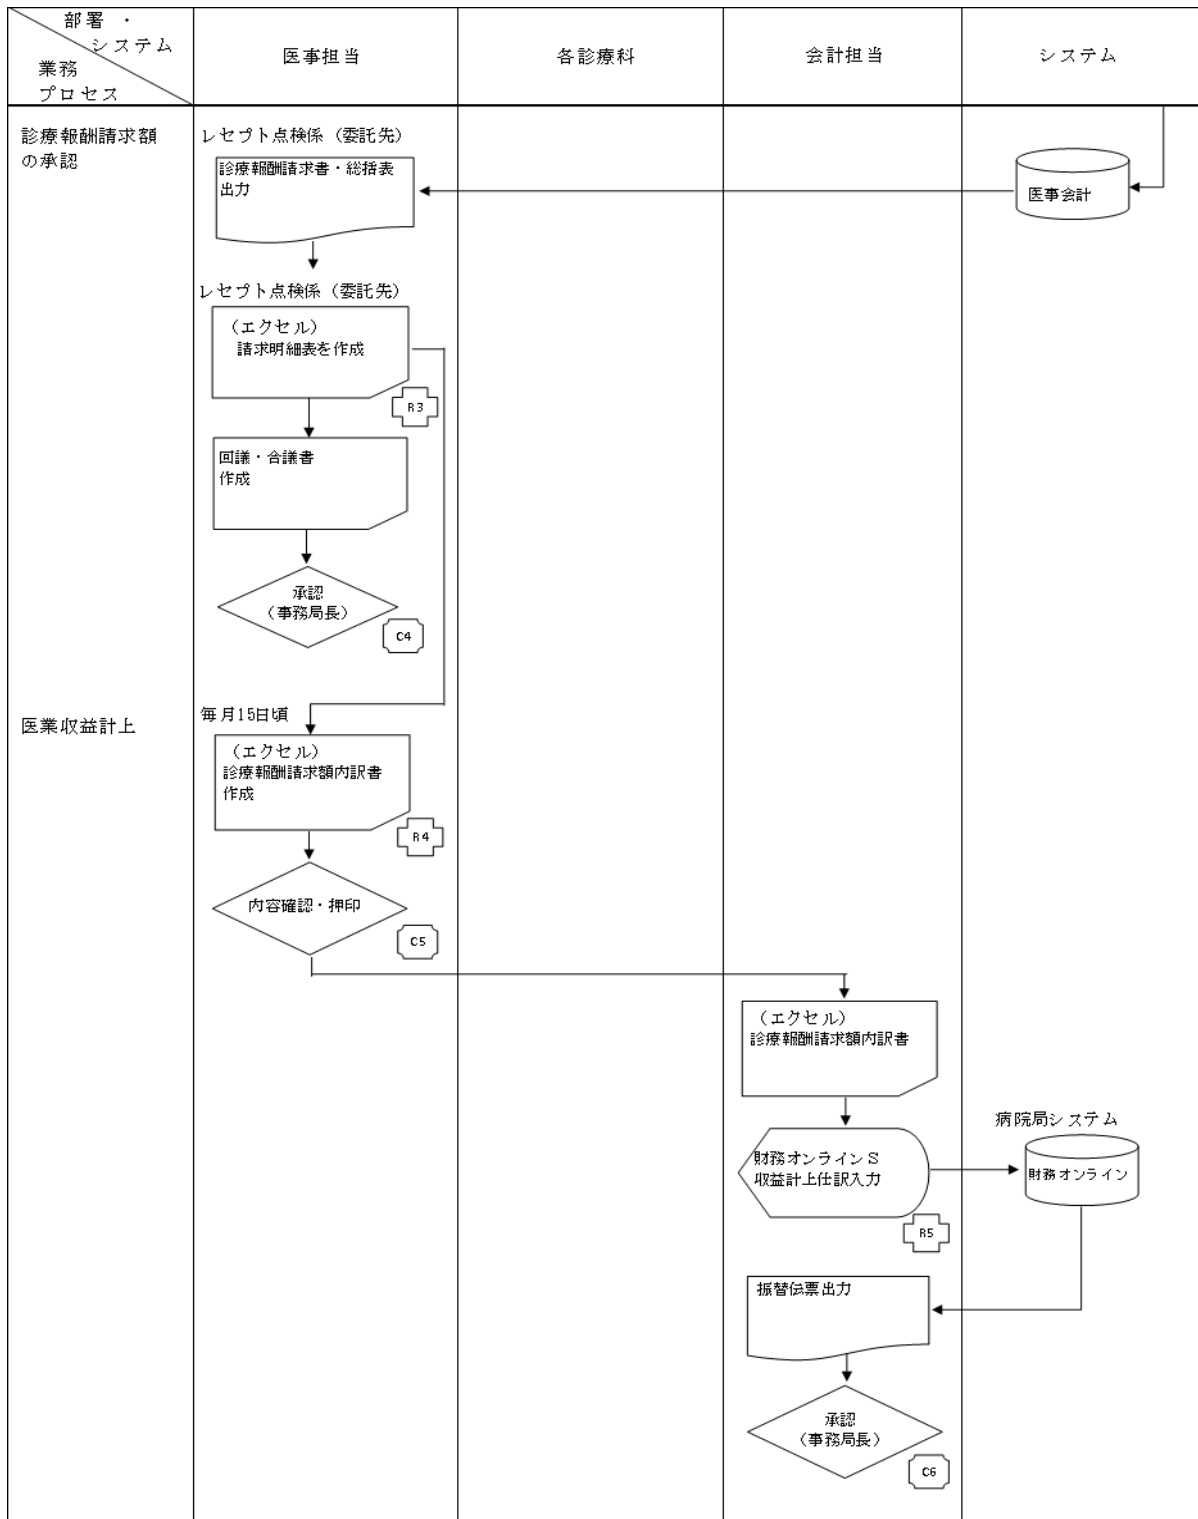 部署 ・
システム
業務
プロセス
医事担当
各診療科
会計担当
システム
診療報酬請求額
の承認
レセプト点検係（委託先）
診療報酬請求書・総括表
出力
医事会計
レセプト点検係（委託先）
（エクセル）
請求明細表を作成
R3
回議・合議書
作成
承認
（事務局長）
C4
医業収益計上
毎月15日頃
（エクセル）
診療報酬請求額内訳書
作成
R4
内容確認・押印
C5
（エクセル）
診療報酬請求額内訳書
病院局システム
財務オンラインＳ
収益計上仕訳入力
財務オンライン
R5
振替伝票出力
承認
（事務局長）
C6